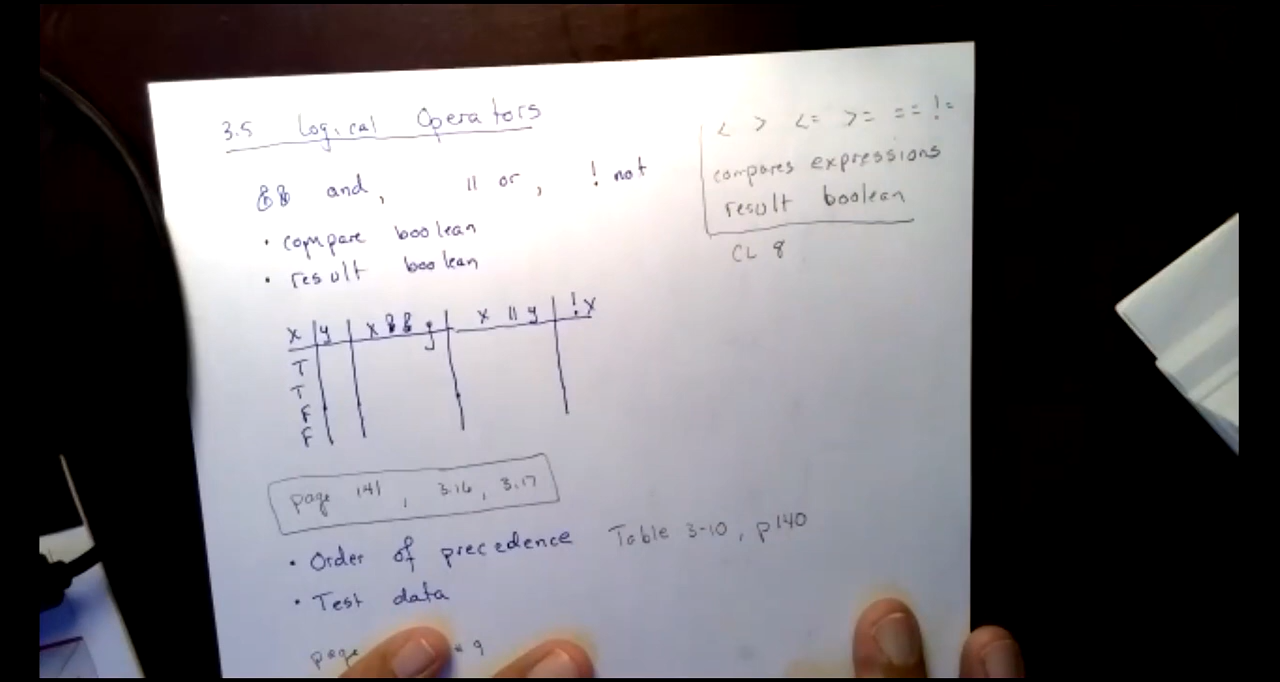 3.5 Logical Operators
&& and, || or, ! not
• compare boolean
• result boolean
x y x && y x || y !x
T
T
F
F
page 141, 3.16, 3.17
• Order of precedence Table 3-10, p140
• Test data
page 9
< > <= >= == !=
compares expressions
result boolean
CL 8